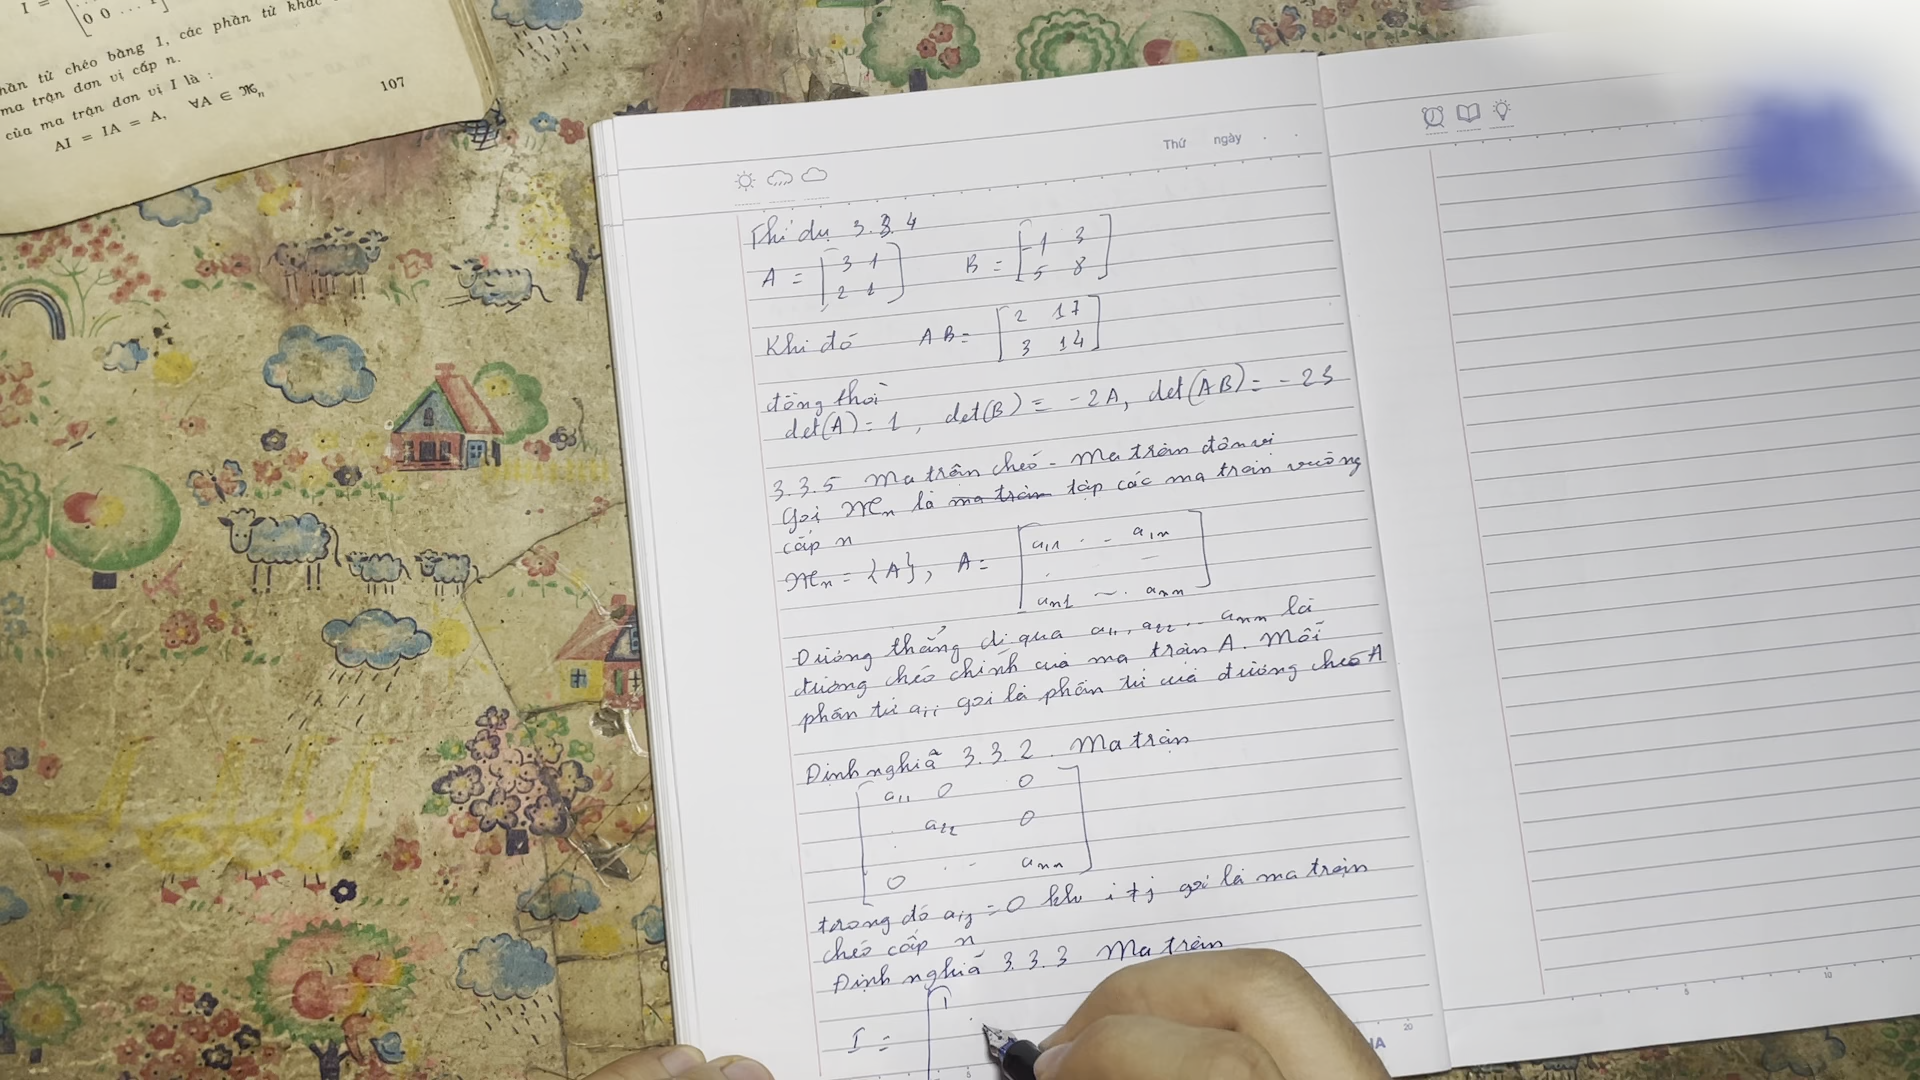 I =
0 0 ... 1
phần tử chéo bằng 1, các phần tử khác
ma trận đơn vị cấp n.
của ma trận đơn vị I là :
AI = IA = A, ∀A ∈ 𝔐n
107
Thứ ngày
Thí dụ 3.3.4
A = [3 1
2 1]
B = [-1 3
5 8]
Khi đó AB = [2 17
3 14]
đồng thời
det(A) = 1, det(B) = -2A, det(AB) = -23
3.3.5 Ma trận chéo - Ma trận đơn vị
Gọi 𝔐n là ma trận tập các ma trận vuông
cấp n
𝔐n = {A}, A = [a11 . . a1n
. –
an1 ~ . ann]
Đường thẳng đi qua a11, a22 ... ann là
đường chéo chính của ma trận A. Mỗi
phần tử aii gọi là phần tử của đường chéo A
Định nghĩa 3.3.2. Ma trận
[a11 0 0
. a22 0
0 . - ann]
trong đó aij = 0 khi i ≠ j gọi là ma trận
chéo cấp n
Định nghĩa 3.3.3 Ma trận
I = [1